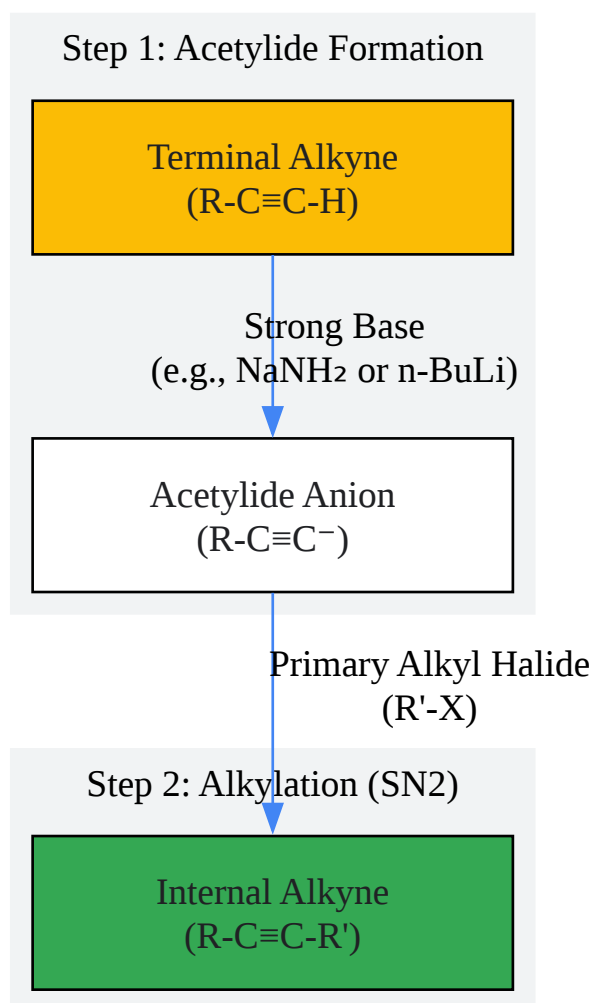 Step 1: Acetylide Formation
Terminal Alkyne
(R-C≡C-H)
Strong Base
(e.g., NaNH₂ or n-BuLi)
Acetylide Anion
(R-C≡C⁻)
Primary Alkyl Halide
(R'-X)
Step 2: Alkylation (SN2)
Internal Alkyne
(R-C≡C-R')